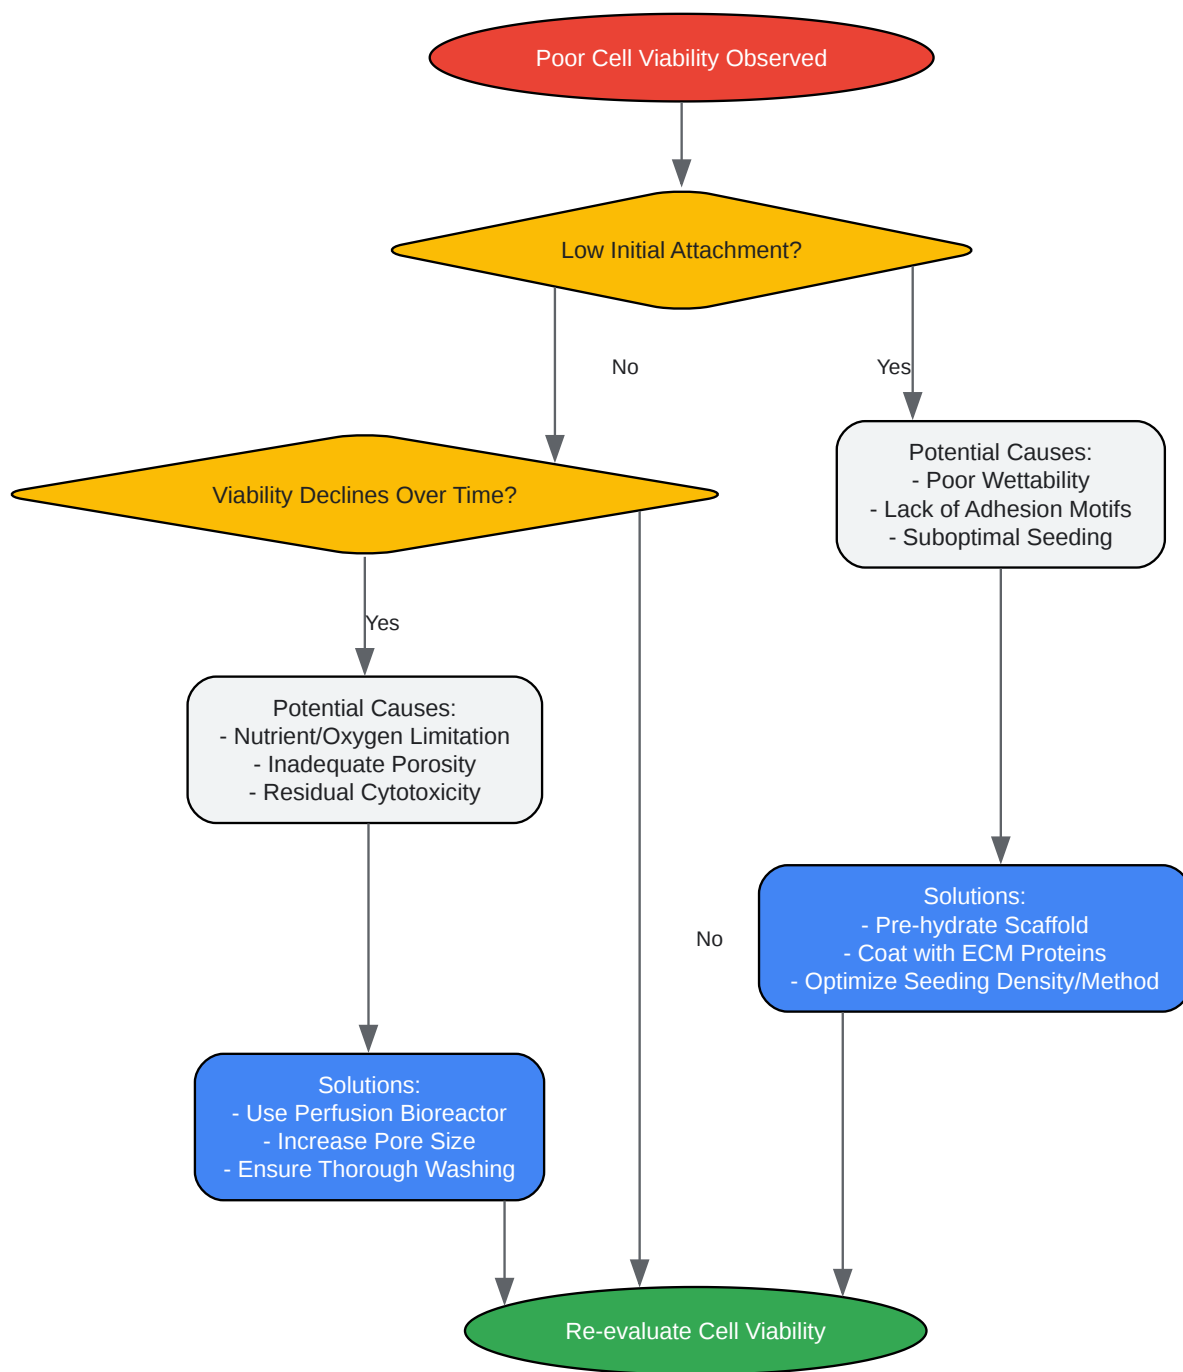 Poor Cell Viability Observed
Low Initial Attachment?
No
Yes
Potential Causes:
- Poor Wettability
- Lack of Adhesion Motifs
- Suboptimal Seeding
Viability Declines Over Time?
Yes
Potential Causes:
- Nutrient/Oxygen Limitation
- Inadequate Porosity
- Residual Cytotoxicity
No
Solutions:
- Pre-hydrate Scaffold
- Coat with ECM Proteins
- Optimize Seeding Density/Method
Solutions:
- Use Perfusion Bioreactor
- Increase Pore Size
- Ensure Thorough Washing
Re-evaluate Cell Viability